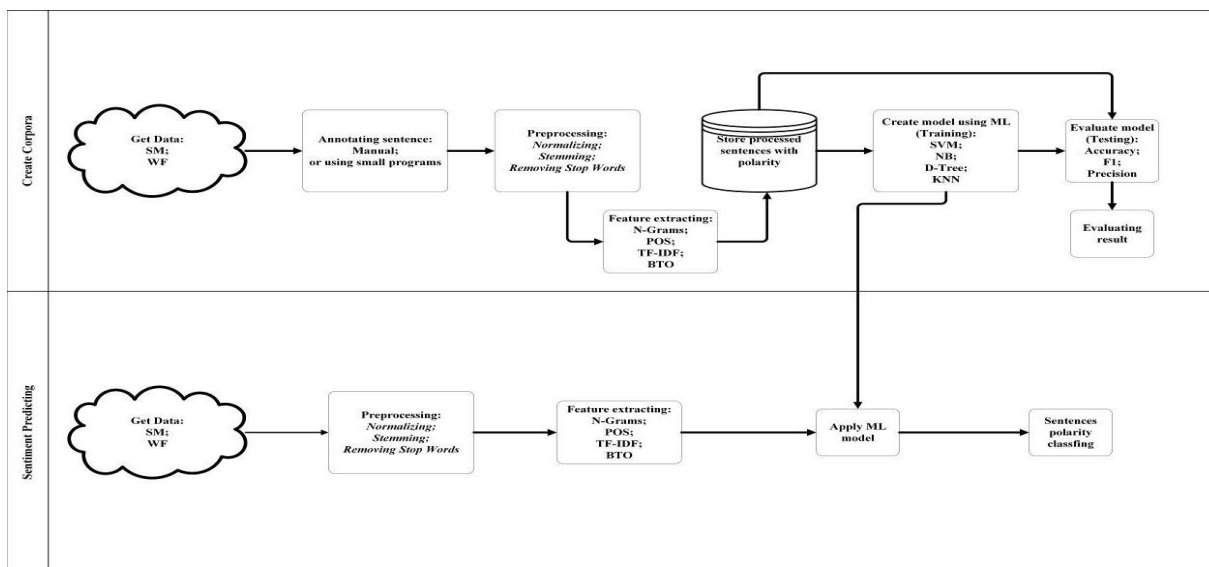 Create Corpora
Get Data:
SM;
WF
Annotating sentence:
Manual;
or using small programs
Preprocessing:
Normalizing;
Stemming;
Removing Stop Words
Feature extracting:
N-Grams;
POS;
TF-IDF;
BTO
Store processed
sentences with
polarity
Create model using ML
(Training):
SVM;
NB;
D-Tree;
KNN
Evaluate model
(Testing):
Accuracy;
F1;
Precision
Evaluating
result
Sentiment Predicting
Get Data:
SM;
WF
Preprocessing:
Normalizing;
Stemming;
Removing Stop Words
Feature extracting:
N-Grams;
POS;
TF-IDF;
BTO
Apply ML
model
Sentences
polarity
classfing